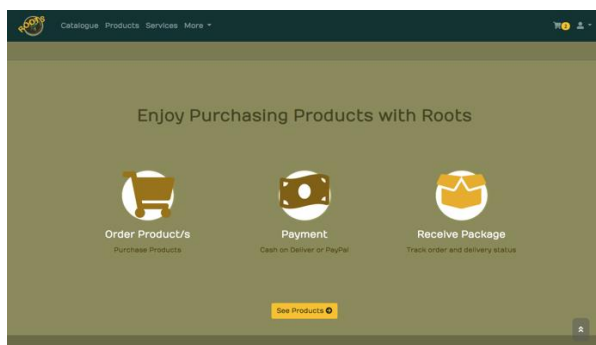 ROOTS
Catalogue Products Services More
3
Enjoy Purchasing Products with Roots
Order Product/s Payment Receive Package
Purchase Products Cash on Deliver or PayPal Track order and delivery status
See Products